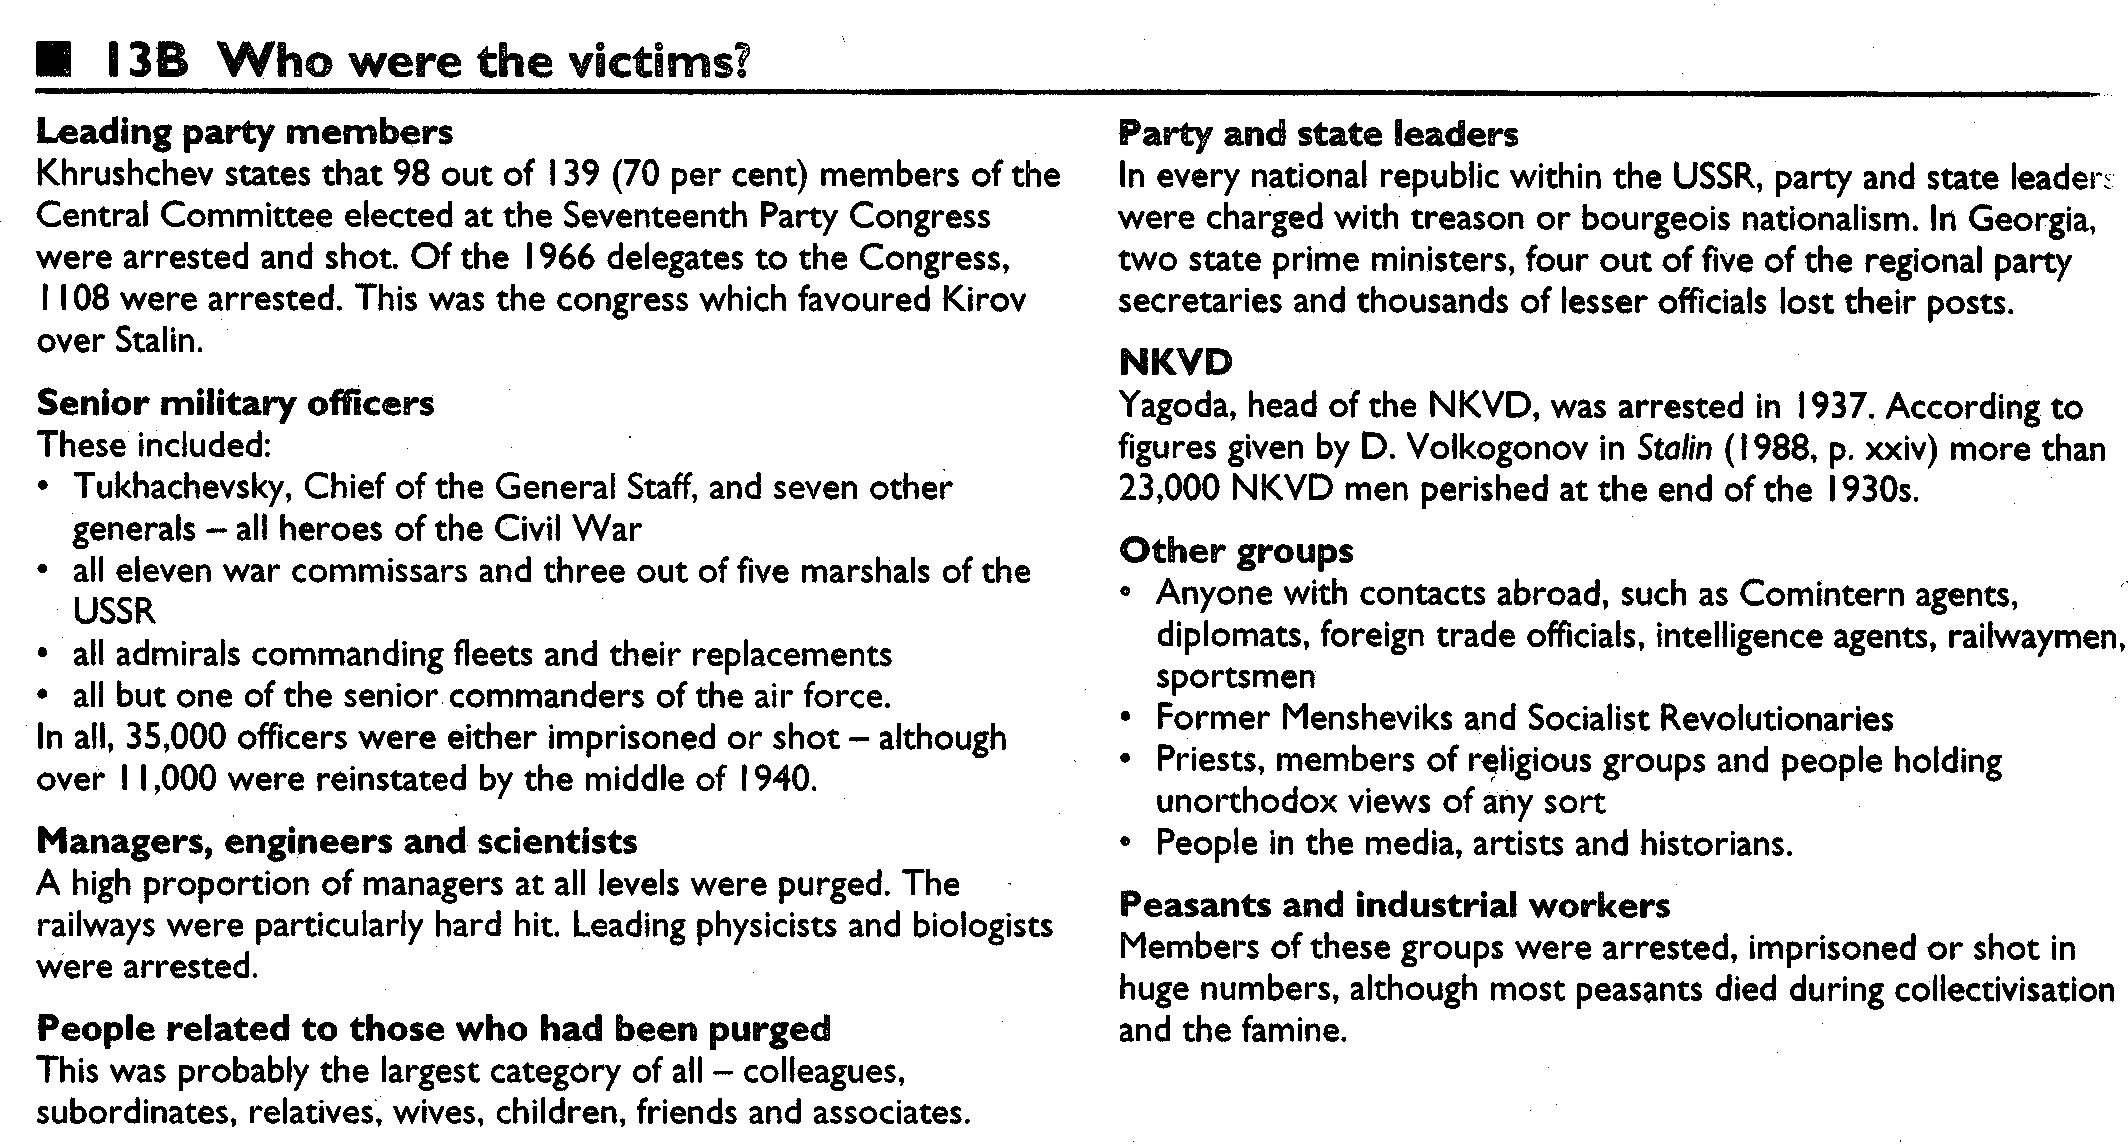 ■ 13B Who were the victims?
Leading party members
Khrushchev states that 98 out of 139 (70 per cent) members of the
Central Committee elected at the Seventeenth Party Congress
were arrested and shot. Of the 1966 delegates to the Congress,
1108 were arrested. This was the congress which favoured Kirov
over Stalin.
Senior military officers
These included:
• Tukhachevsky, Chief of the General Staff, and seven other
generals – all heroes of the Civil War
• all eleven war commissars and three out of five marshals of the
USSR
• all admirals commanding fleets and their replacements
• all but one of the senior commanders of the air force.
In all, 35,000 officers were either imprisoned or shot – although
over 11,000 were reinstated by the middle of 1940.
Managers, engineers and scientists
A high proportion of managers at all levels were purged. The
railways were particularly hard hit. Leading physicists and biologists
were arrested.
People related to those who had been purged
This was probably the largest category of all – colleagues,
subordinates, relatives, wives, children, friends and associates.
Party and state leaders
In every national republic within the USSR, party and state leaders
were charged with treason or bourgeois nationalism. In Georgia,
two state prime ministers, four out of five of the regional party
secretaries and thousands of lesser officials lost their posts.
NKVD
Yagoda, head of the NKVD, was arrested in 1937. According to
figures given by D. Volkogonov in Stalin (1988, p. xxiv) more than
23,000 NKVD men perished at the end of the 1930s.
Other groups
• Anyone with contacts abroad, such as Comintern agents,
diplomats, foreign trade officials, intelligence agents, railwaymen,
sportsmen
• Former Mensheviks and Socialist Revolutionaries
• Priests, members of religious groups and people holding
unorthodox views of any sort
• People in the media, artists and historians.
Peasants and industrial workers
Members of these groups were arrested, imprisoned or shot in
huge numbers, although most peasants died during collectivisation
and the famine.